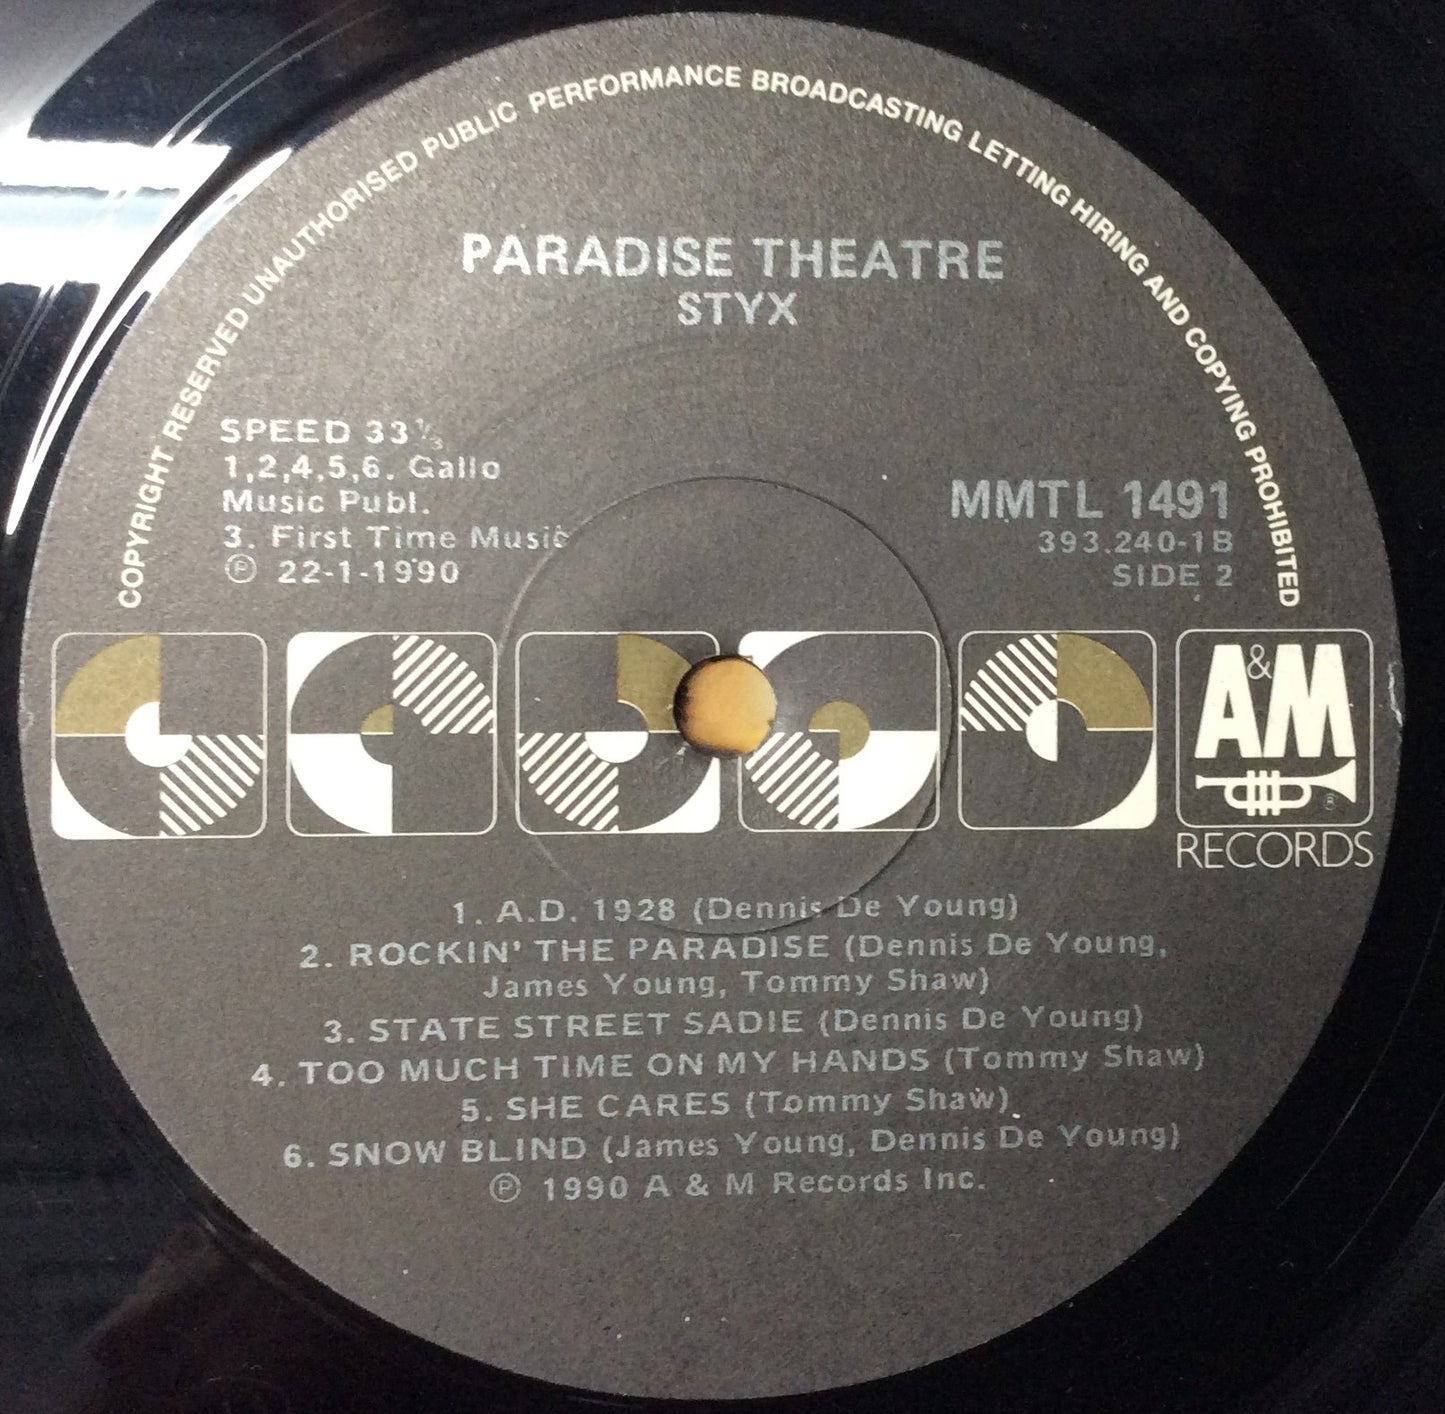 COPYRIGHT RESERVED UNAUTHORISED PUBLIC PERFORMANCE BROADCASTING LETTING HIRING AND COPYING PROHIBITED
PARADISE THEATRE
STYX
SPEED 33⅓
1,2,4,5,6. Gallo
Music Publ.
3. First Time Music
℗ 22-1-1990
MMTL 1491
393.240-1B
SIDE 2
A&M
®
RECORDS
1. A.D. 1928 (Dennis De Young)
2. ROCKIN' THE PARADISE (Dennis De Young,
James Young, Tommy Shaw)
3. STATE STREET SADIE (Dennis De Young)
4. TOO MUCH TIME ON MY HANDS (Tommy Shaw)
5. SHE CARES (Tommy Shaw)
6. SNOW BLIND (James Young, Dennis De Young)
℗ 1990 A & M Records Inc.